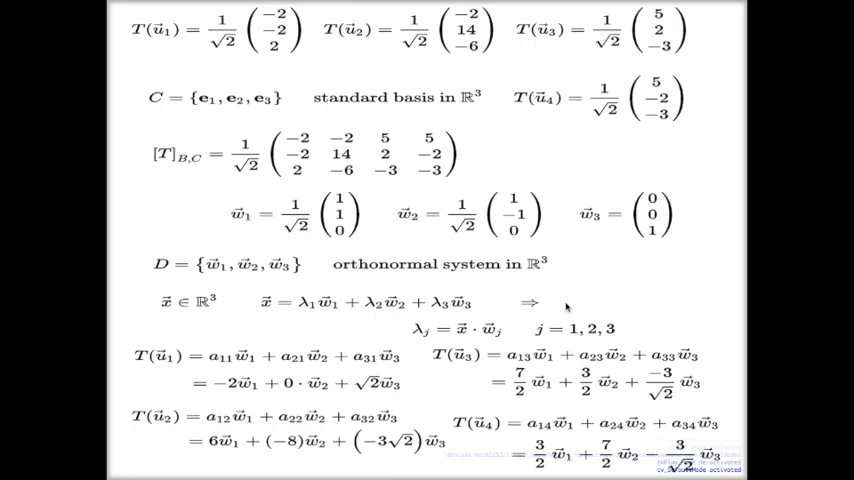 T(u⃗₁) = 1/√2 (−2 −2 2) T(u⃗₂) = 1/√2 (−2 14 −6) T(u⃗₃) = 1/√2 (5 2 −3)
C = {e₁, e₂, e₃} standard basis in ℝ³ T(u⃗₄) = 1/√2 (5 −2 −3)
[T]_{B,C} = 1/√2 (−2 −2 5 5
−2 14 2 −2
2 −6 −3 −3)
w⃗₁ = 1/√2 (1 1 0) w⃗₂ = 1/√2 (1 −1 0) w⃗₃ = (0 0 1)
D = {w⃗₁, w⃗₂, w⃗₃} orthonormal system in ℝ³
x⃗ ∈ ℝ³ x⃗ = λ₁w⃗₁ + λ₂w⃗₂ + λ₃w⃗₃ ⇒
λⱼ = x⃗ · w⃗ⱼ j = 1, 2, 3
T(u⃗₁) = a₁₁w⃗₁ + a₂₁w⃗₂ + a₃₁w⃗₃
= −2w⃗₁ + 0 · w⃗₂ + √2w⃗₃
T(u⃗₃) = a₁₃w⃗₁ + a₂₃w⃗₂ + a₃₃w⃗₃
= 7/2 w⃗₁ + 3/2 w⃗₂ + −3/√2 w⃗₃
T(u⃗₂) = a₁₂w⃗₁ + a₂₂w⃗₂ + a₃₂w⃗₃
= 6w⃗₁ + (−8)w⃗₂ + (−3√2)w⃗₃
T(u⃗₄) = a₁₄w⃗₁ + a₂₄w⃗₂ + a₃₄w⃗₃
= 3/2 w⃗₁ + 7/2 w⃗₂ − 3/√2 w⃗₃